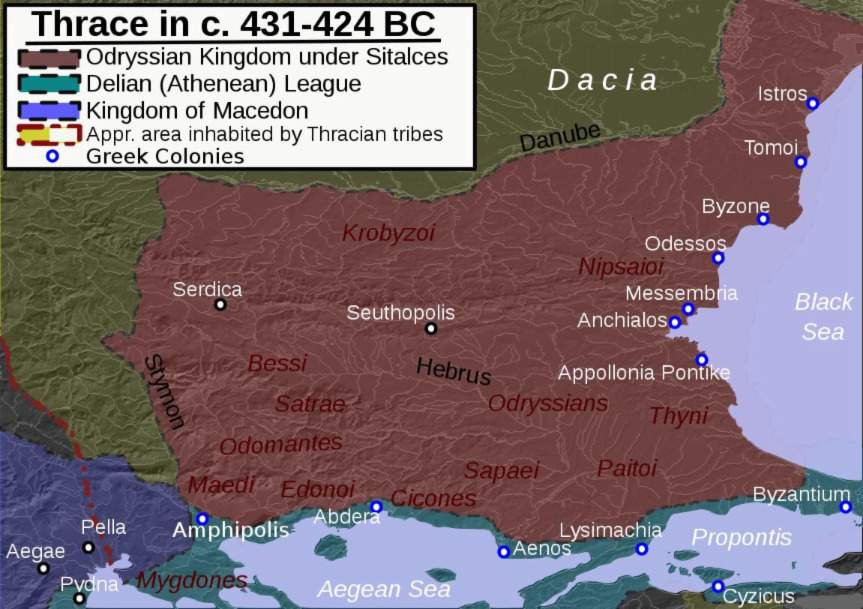 Thrace in c. 431-424 BC
Odryssian Kingdom under Sitalces
Delian (Athenean) League
Kingdom of Macedon
Appr. area inhabited by Thracian tribes
Greek Colonies
Dacia
Istros
Danube
Tomoi
Byzone
Krobyzoi
Odessos
Nipsaioi
Serdica
Messembria
Black
Sea
Seuthopolis
Anchialos
Stymon
Bessi
Hebrus
Appollonia Pontike
Satrae
Odryssians
Thyni
Odomantes
Sapaei
Paitoi
Maedi
Edonoi
Cicones
Byzantium
Abdera
Amphipolis
Pella
Lysimachia
Propontis
Aegae
Aenos
Pydna
Mygdones
Aegean Sea
Cyzicus